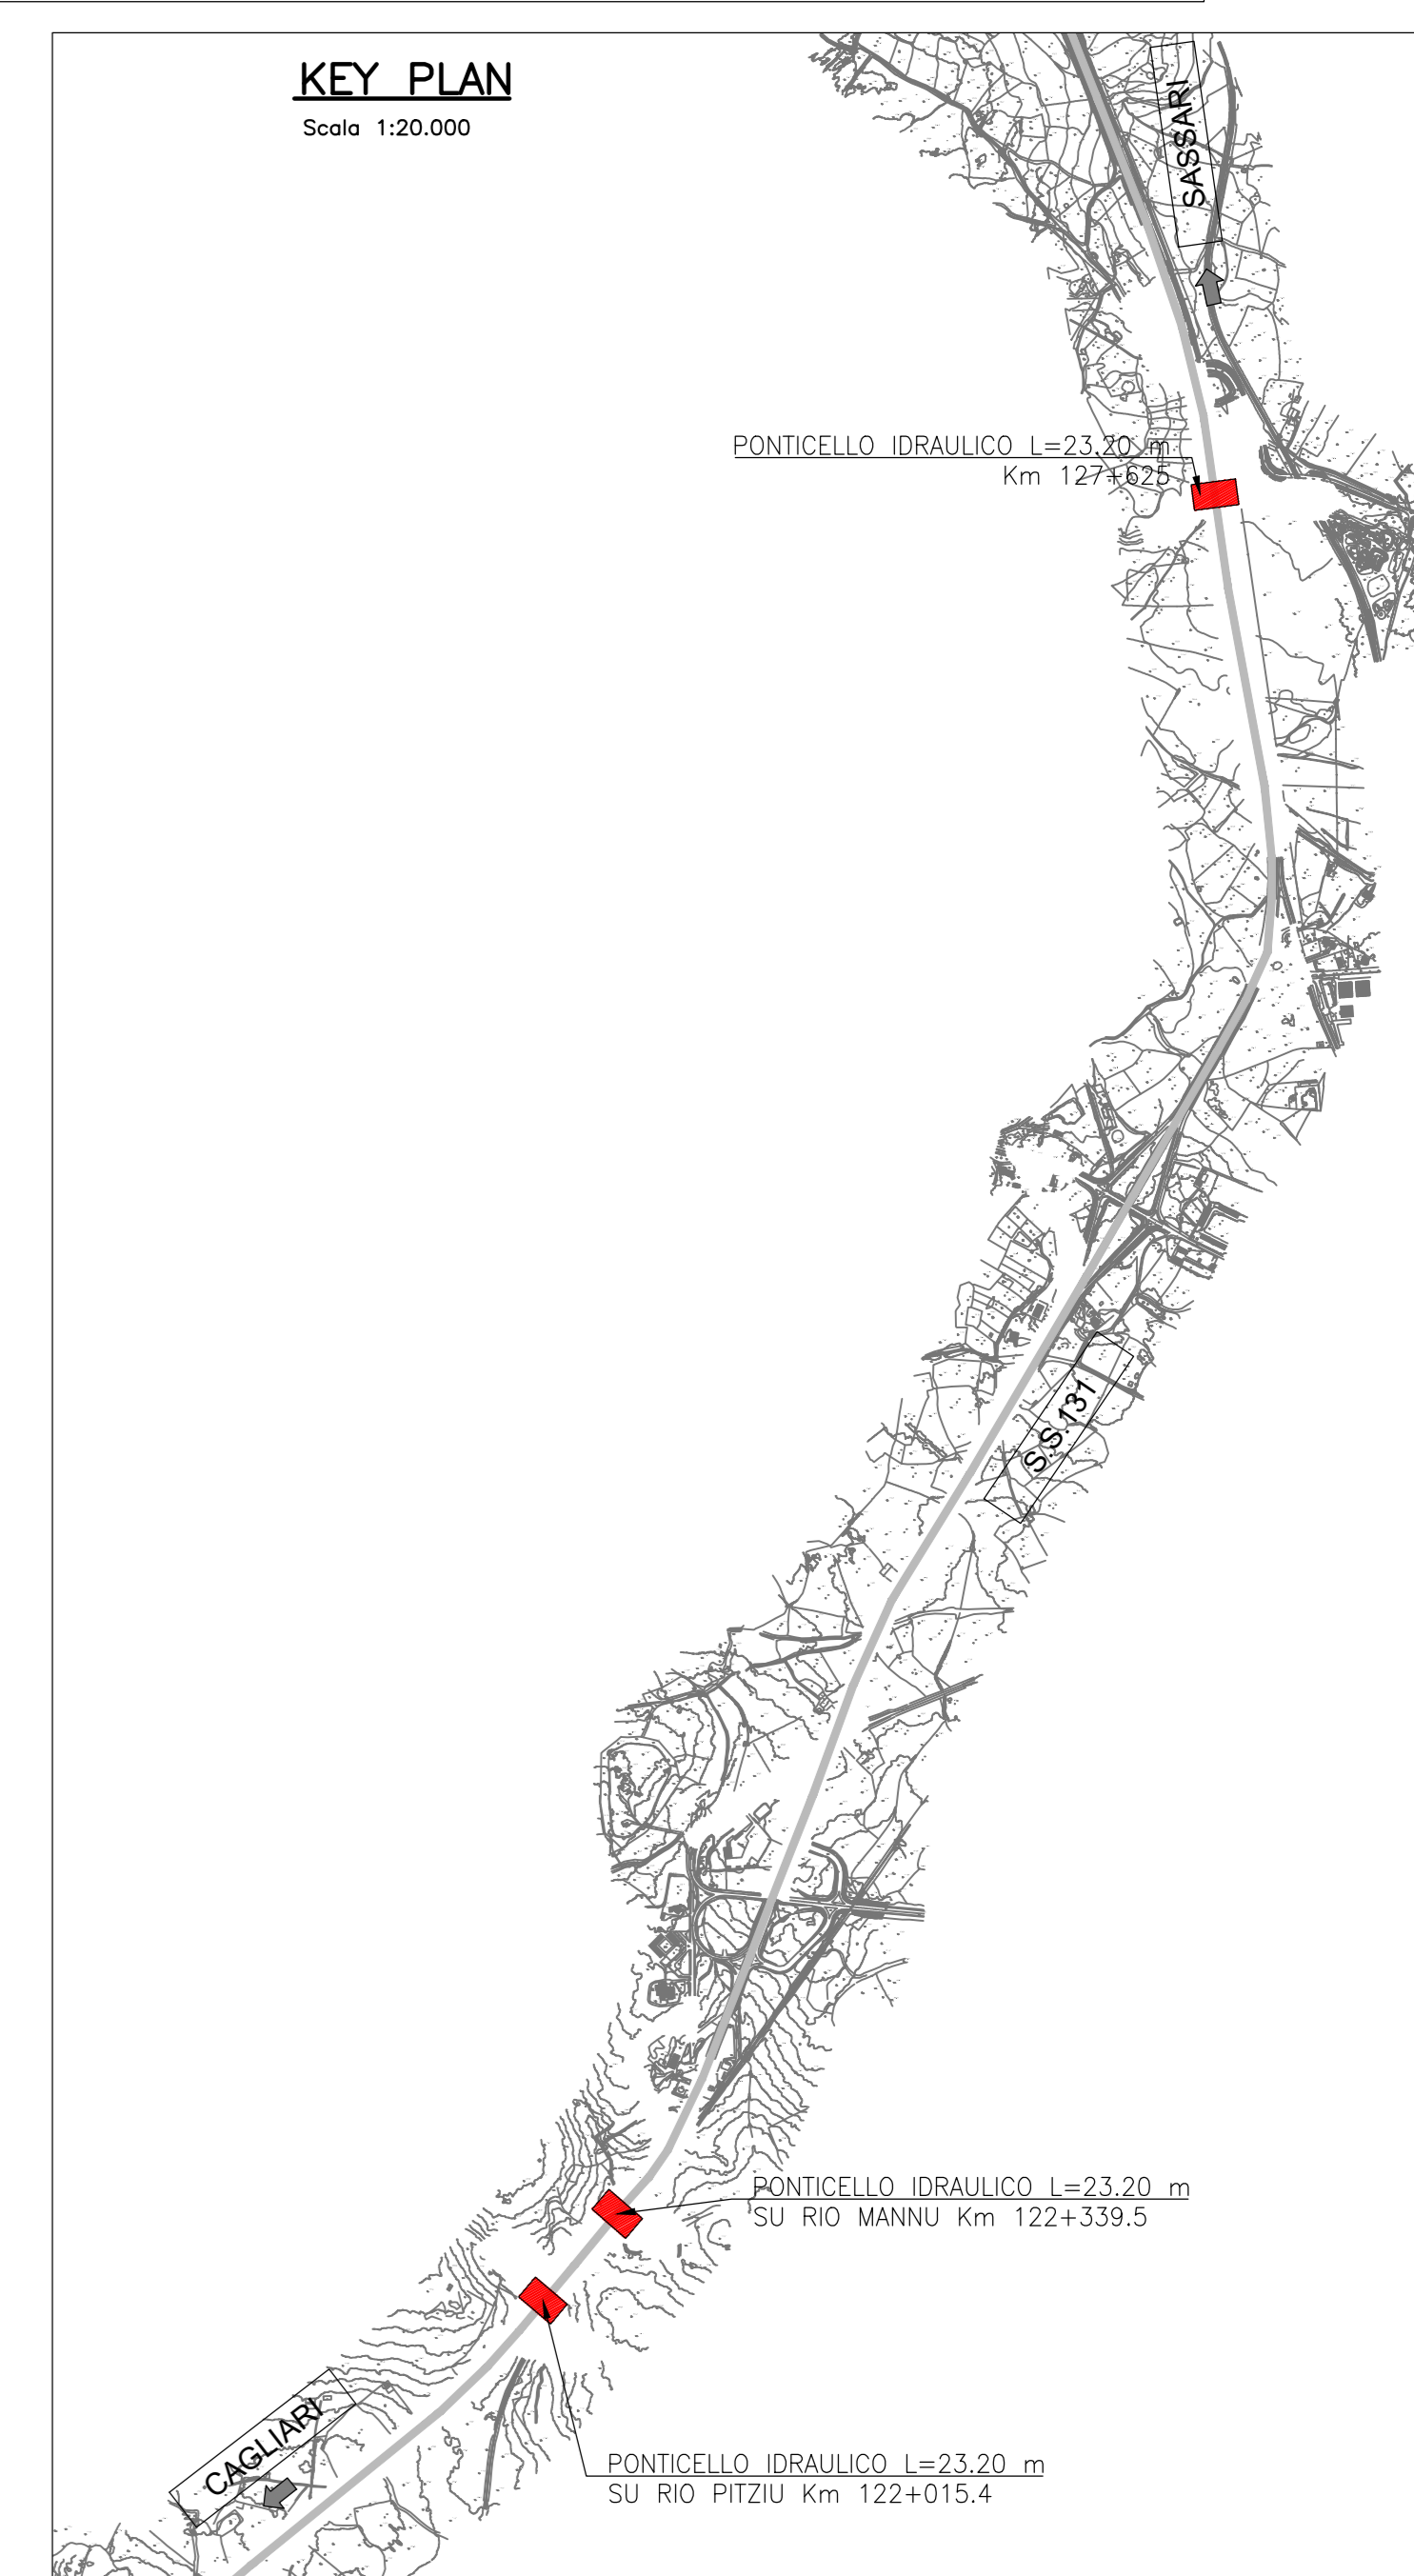 KEY PLAN
Scala 1:20.000
SASSARI
PONTICELLO IDRAULICO L=23.20 m
Km 127+625
S.S.131
PONTICELLO IDRAULICO L=23.20 m
SU RIO MANNU Km 122+339.5
CAGLIARI
PONTICELLO IDRAULICO L=23.20 m
SU RIO PITZIU Km 122+015.4